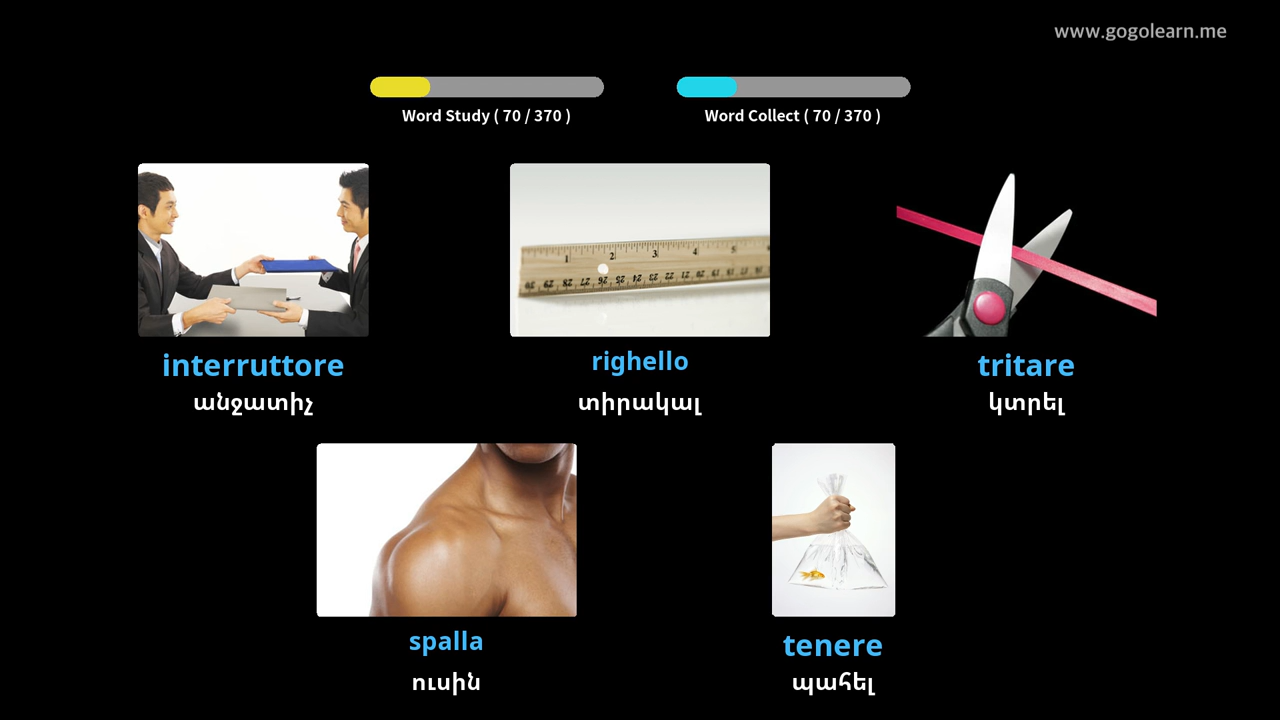 www.gogolearn.me
Word Study ( 70 / 370 )
Word Collect ( 70 / 370 )
interruttore
անջատիչ
righello
տիրակալ
tritare
կտրել
spalla
ուսին
tenere
պահել